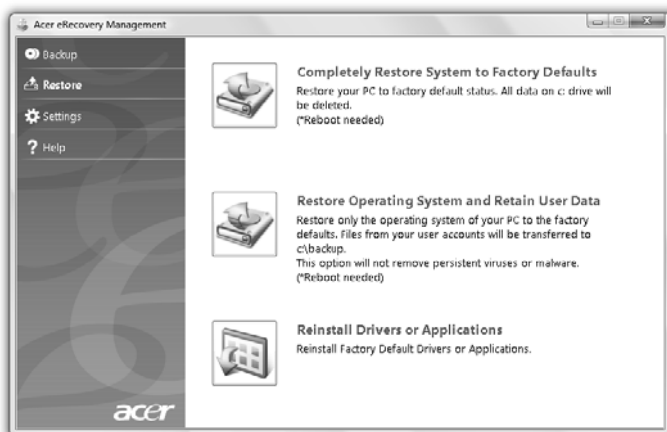 Acer eRecovery Management
Backup
Restore
Settings
? Help
Completely Restore System to Factory Defaults
Restore your PC to factory default status. All data on c: drive will
be deleted.
(*Reboot needed)
Restore Operating System and Retain User Data
Restore only the operating system of your PC to the factory
defaults. Files from your user accounts will be transferred to
c:\backup.
This option will not remove persistent viruses or malware.
(*Reboot needed)
Reinstall Drivers or Applications
Reinstall Factory Default Drivers or Applications.
acer